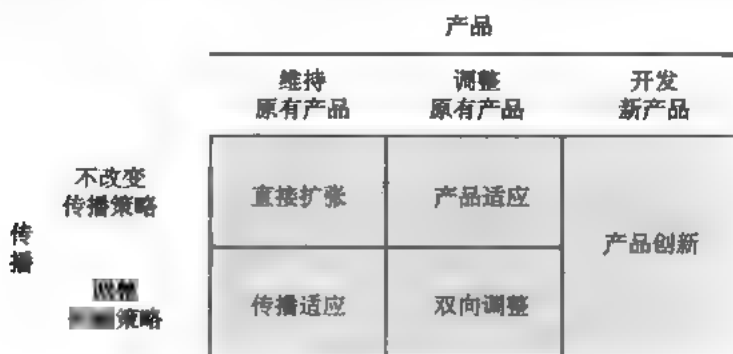 产品
维持
原有产品
调整
原有产品
开发
新产品
不改变
传播策略
直接扩张
产品适应
传播
产品创新
策略
传播适应
双向调整